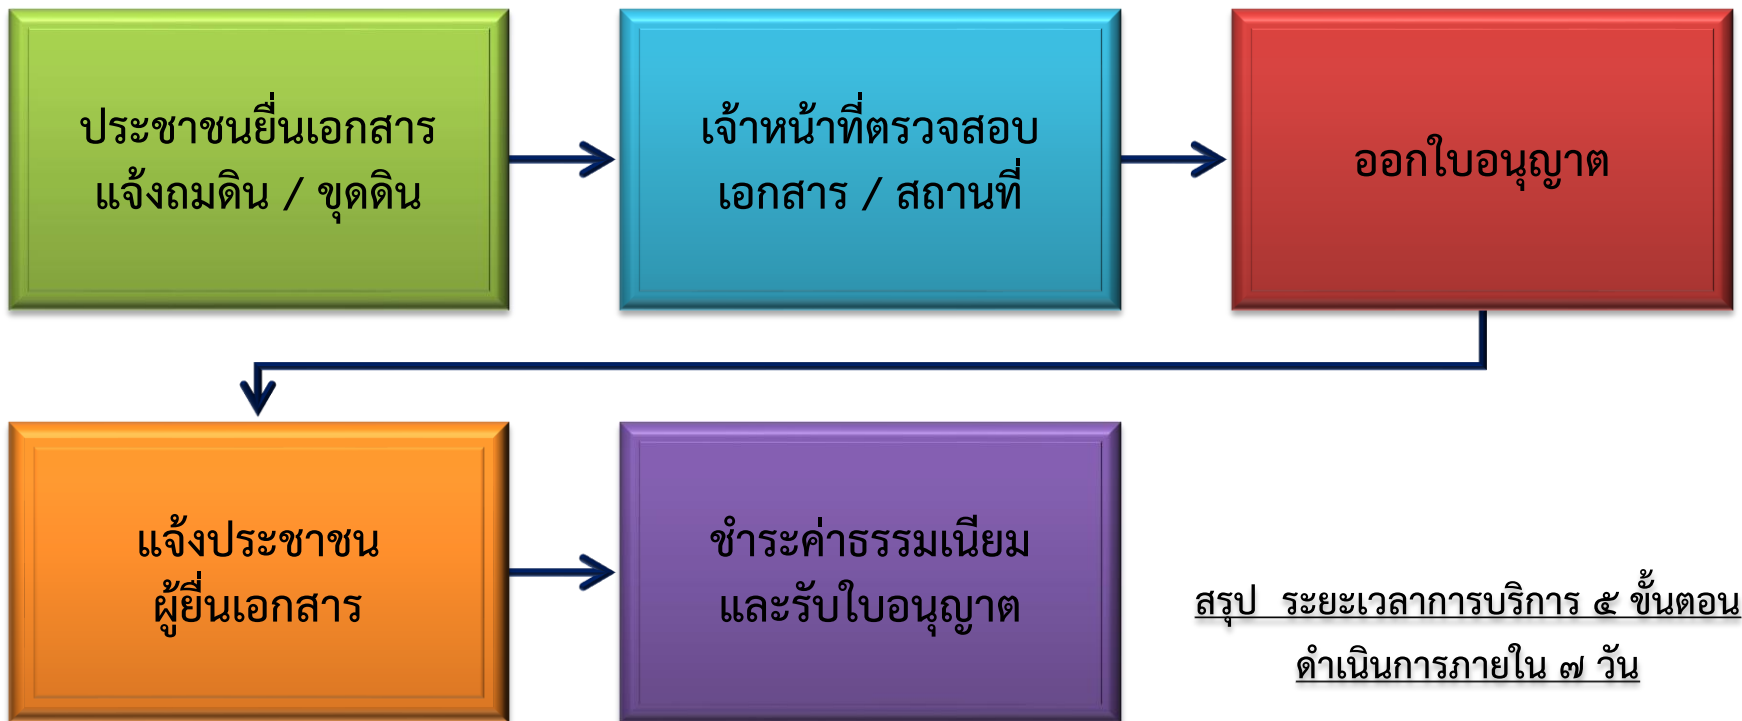 ประชาชนยื่นเอกสาร
แจ้งถมดิน / ขุดดิน
เจ้าหน้าที่ตรวจสอบ
เอกสาร / สถานที่
ออกใบอนุญาต
แจ้งประชาชน
ผู้ยื่นเอกสาร
ชำระค่าธรรมเนียม
และรับใบอนุญาต
สรุป ระยะเวลาการบริการ ๕ ขั้นตอน
ดำเนินการภายใน ๗ วัน